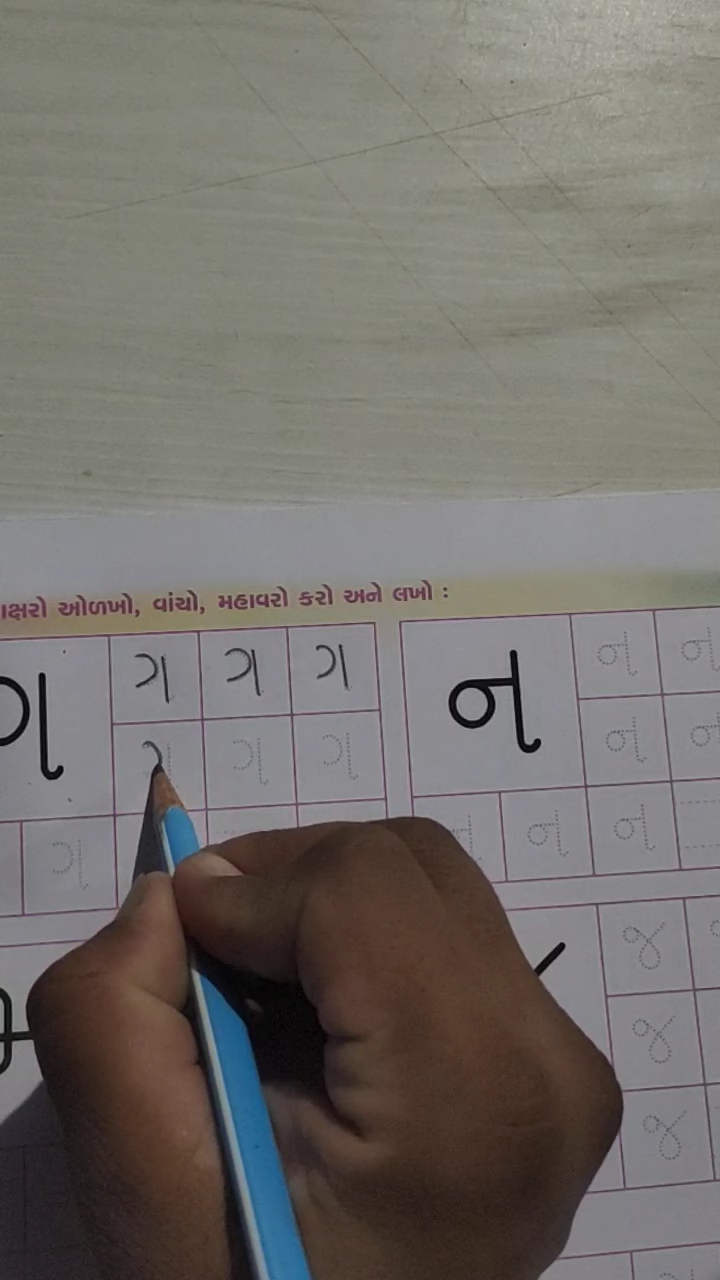 ાક્ષરો ઓળખો, વાંચો, મહાવરો કરો અને લખો :
ગ ગ ગ ગ ન ન ન
ગ ગ ગ ન ન
ગ ન ન ન
જ
જ
જ